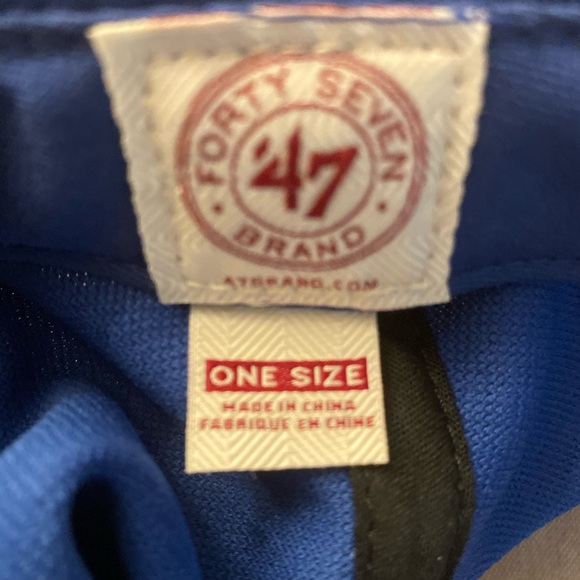 FORTY SEVEN
'47
BRAND
47BRAND.COM
ONE SIZE
MADE IN CHINA
FABRIQUE EN CHINE